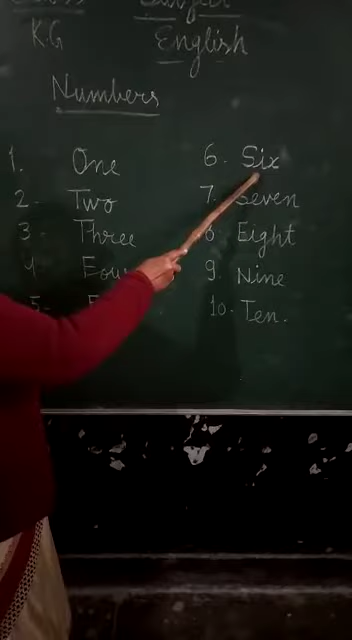 Subject
K.G English
Numbers
1. One
2. Two
3. Three
4 Four
5.
6. Six
7. Seven
8. Eight
9. Nine
10. Ten.